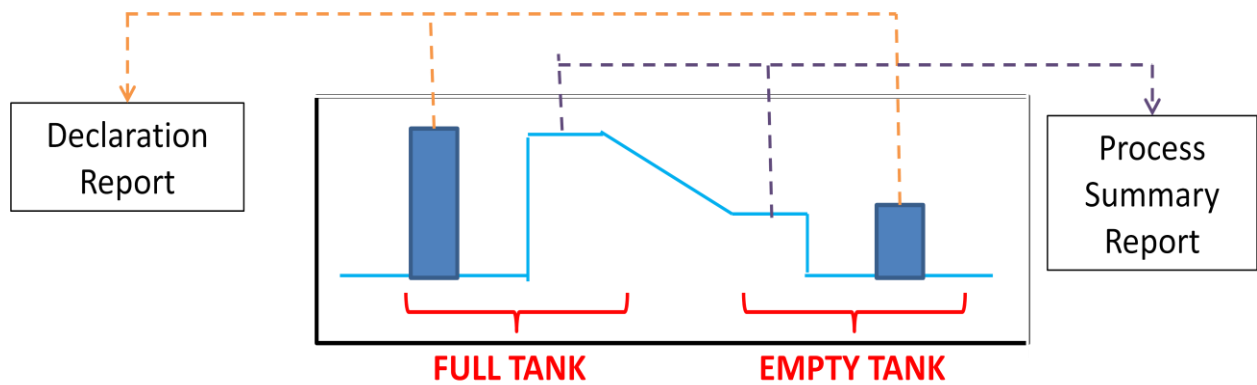 Declaration
Report
Process
Summary
Report
FULL TANK
EMPTY TANK